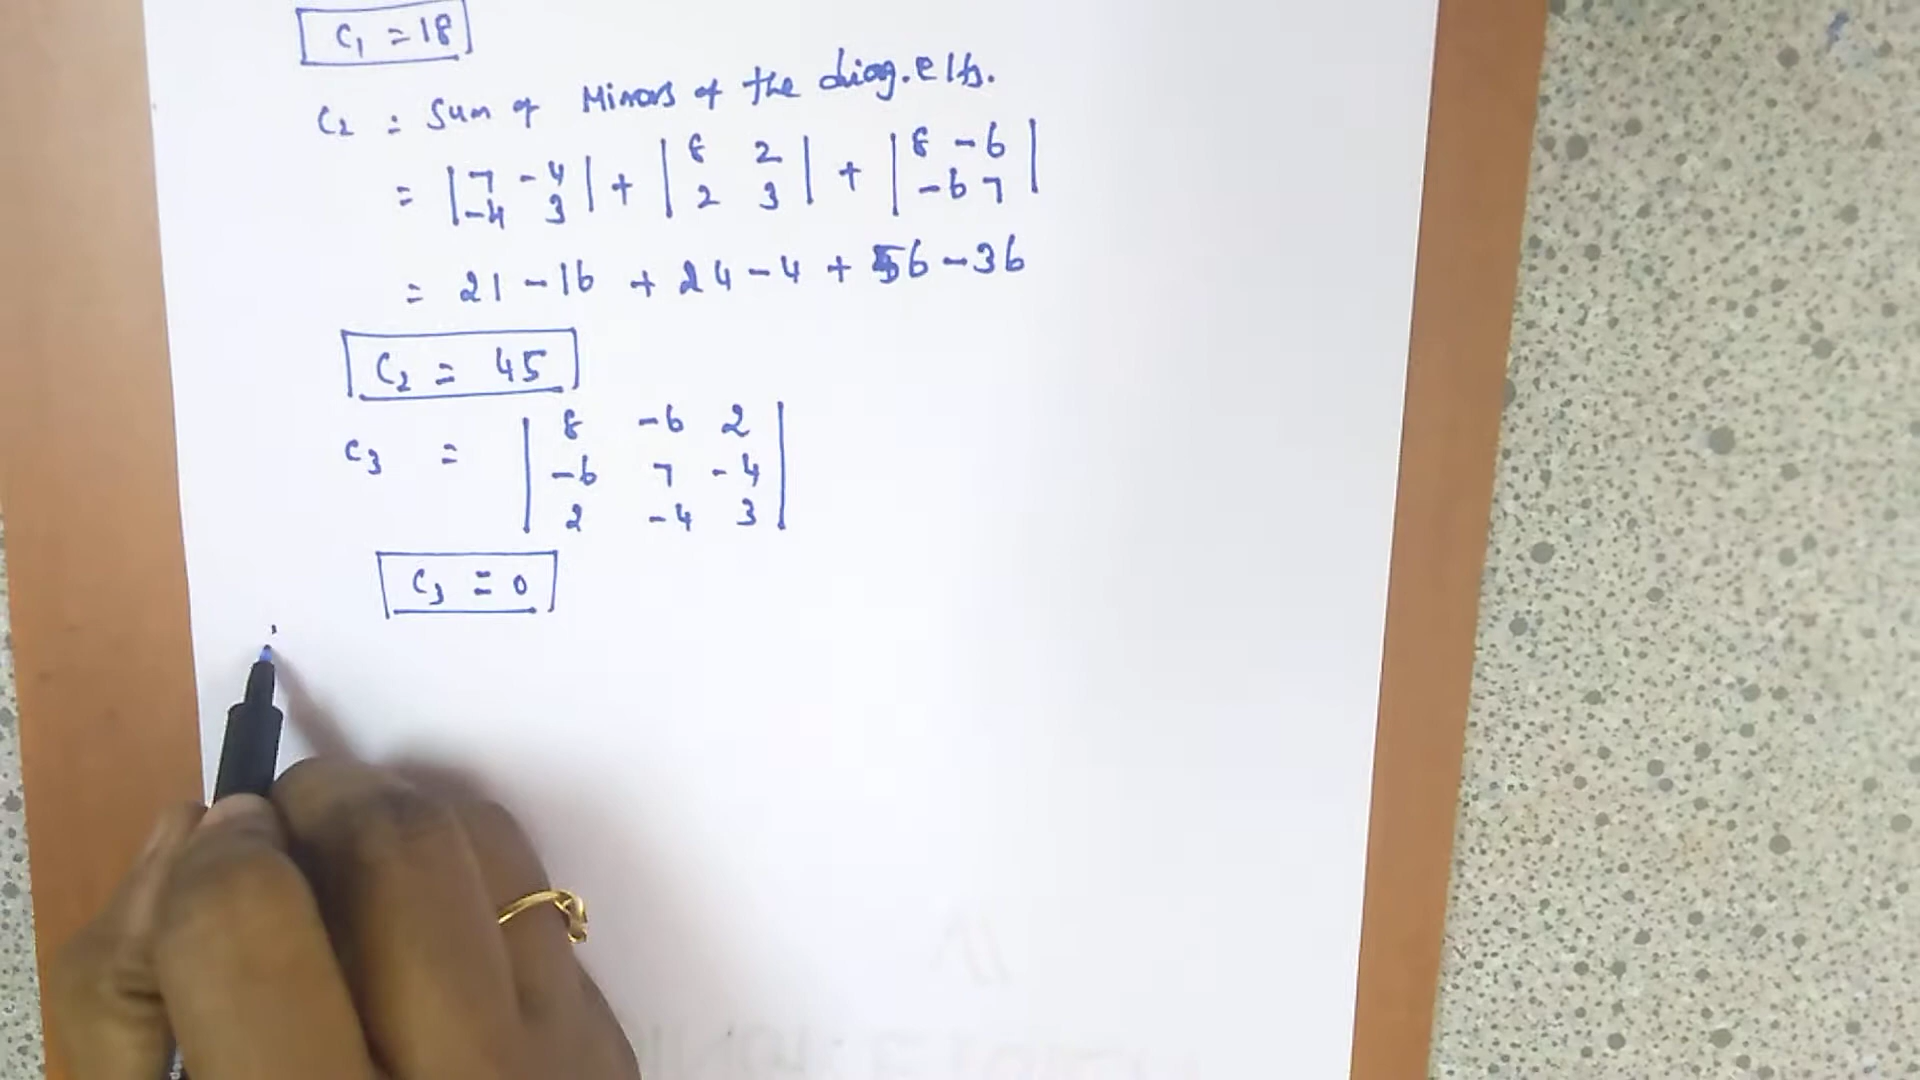 C₁ = 18
C₂ = Sum of Minors of the diag. elts.
= |7 -4| + |8 2| + |8 -6|
|-4 3| |2 3| |-6 7|
= 21 - 16 + 24 - 4 + 56 - 36
C₂ = 45
8 -6 2
C₃ = -6 7 -4
2 -4 3
C₃ = 0